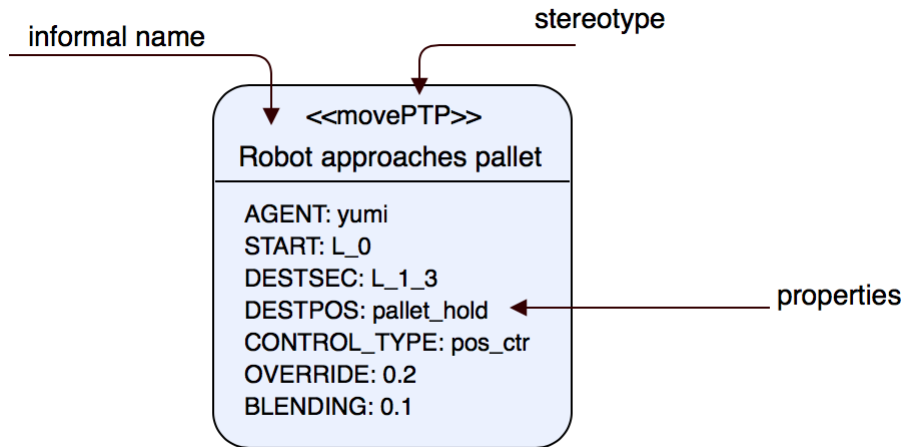 stereotype
informal name
<<movePTP>>
Robot approaches pallet
AGENT: yumi
START: L_0
DESTSEC: L_1_3
DESTPOS: pallet_hold
properties
CONTROL_TYPE: pos_ctr
OVERRIDE: 0.2
BLENDING: 0.1